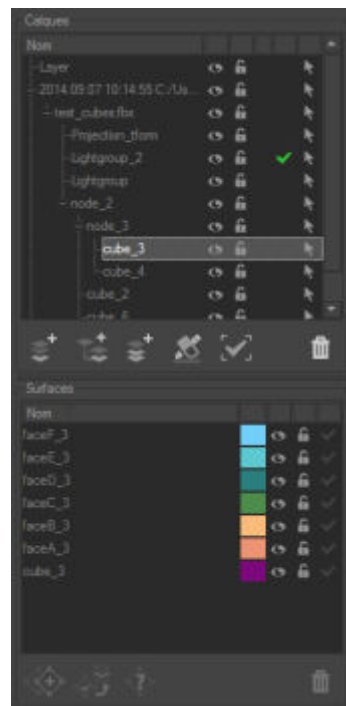 Calques
Nom
Layer
2014.09.07 10:14:55 C:/Us...
test_cubes.fbx
Projection_tform
Lightgroup_2
Lightgroup
node_2
node_3
cube_3
cube_4
cube_2
cube_6
Surfaces
Nom
faceF_3
faceE_3
faceD_3
faceC_3
faceB_3
faceA_3
cube_3